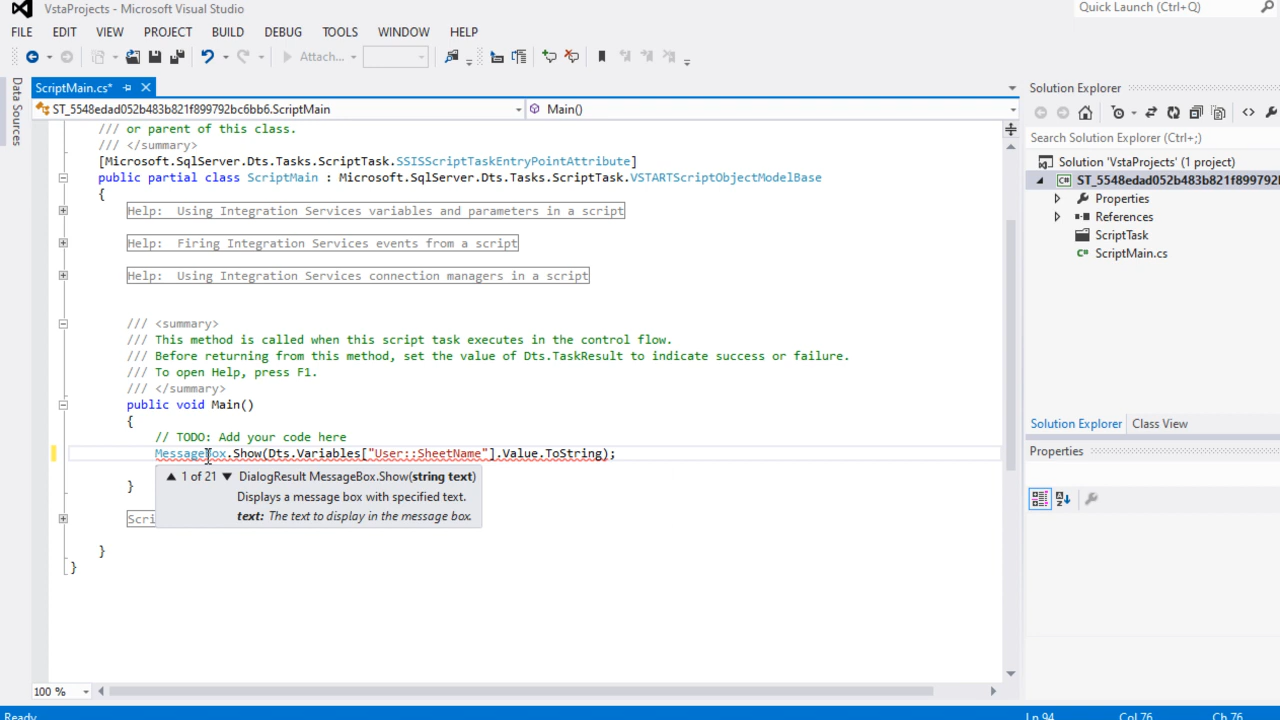 VstaProjects - Microsoft Visual Studio
Quick Launch (Ctrl+Q)
FILE EDIT VIEW PROJECT BUILD DEBUG TOOLS WINDOW HELP
Attach...
Data Sources
ScriptMain.cs*
ST_5548edad052b483b821f899792bc6bb6.ScriptMain
Main()
/// or parent of this class.
/// </summary>
[Microsoft.SqlServer.Dts.Tasks.ScriptTask.SSISScriptTaskEntryPointAttribute]
public partial class ScriptMain : Microsoft.SqlServer.Dts.Tasks.ScriptTask.VSTARTScriptObjectModelBase
{
Help:  Using Integration Services variables and parameters in a script
Help:  Firing Integration Services events from a script
Help:  Using Integration Services connection managers in a script
/// <summary>
/// This method is called when this script task executes in the control flow.
/// Before returning from this method, set the value of Dts.TaskResult to indicate success or failure.
/// To open Help, press F1.
/// </summary>
public void Main()
{
// TODO: Add your code here
MessageBox.Show(Dts.Variables["User::SheetName"].Value.ToString);
1 of 21 DialogResult MessageBox.Show(string text)
Displays a message box with specified text.
text: The text to display in the message box.
}
Scri
}
}
100 %
Solution Explorer
Search Solution Explorer (Ctrl+;)
Solution 'VstaProjects' (1 project)
ST_5548edad052b483b821f899792
Properties
References
ScriptTask
ScriptMain.cs
Solution Explorer Class View
Properties
Ready
Ln 94 Col 76 Ch 76